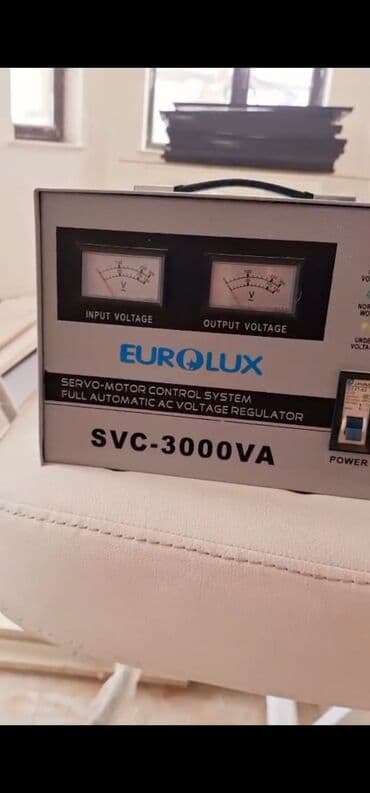 V
V
INPUT VOLTAGE
OUTPUT VOLTAGE
EUROLUX
SERVO-MOTOR CONTROL SYSTEM
FULL AUTOMATIC AC VOLTAGE REGULATOR
SVC-3000VA
POWER